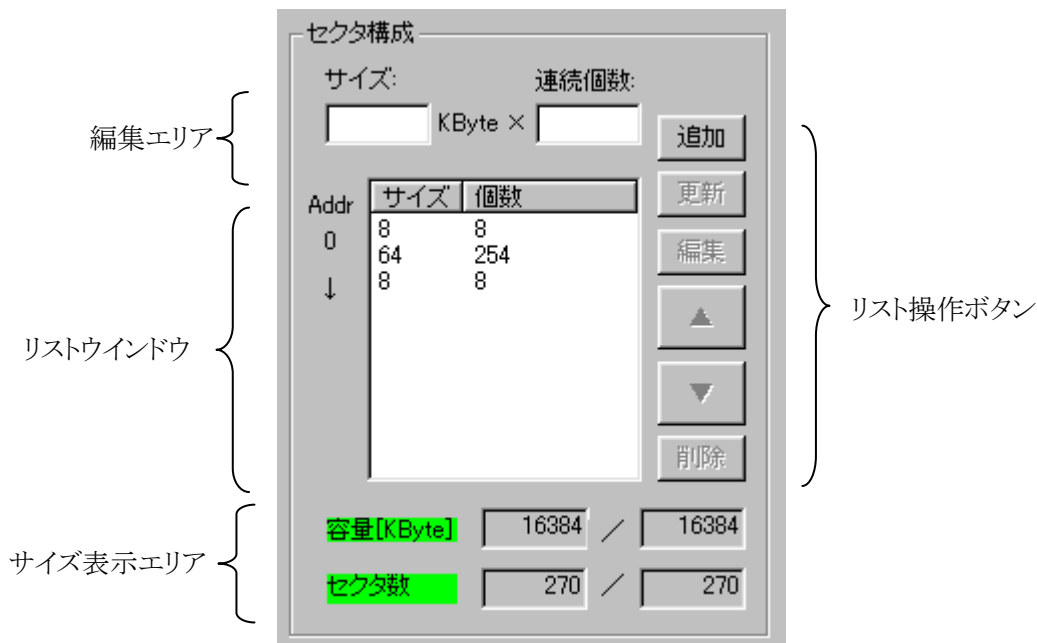 セクタ構成
サイズ: 連続個数:
編集エリア
KByte × 追加
サイズ 個数 更新
Addr
0 8 8
64 254 編集
↓ 8 8
▲
リスト操作ボタン
リストウインドウ
▼
削除
容量[KByte] 16384 ／ 16384
サイズ表示エリア
セクタ数 270 ／ 270